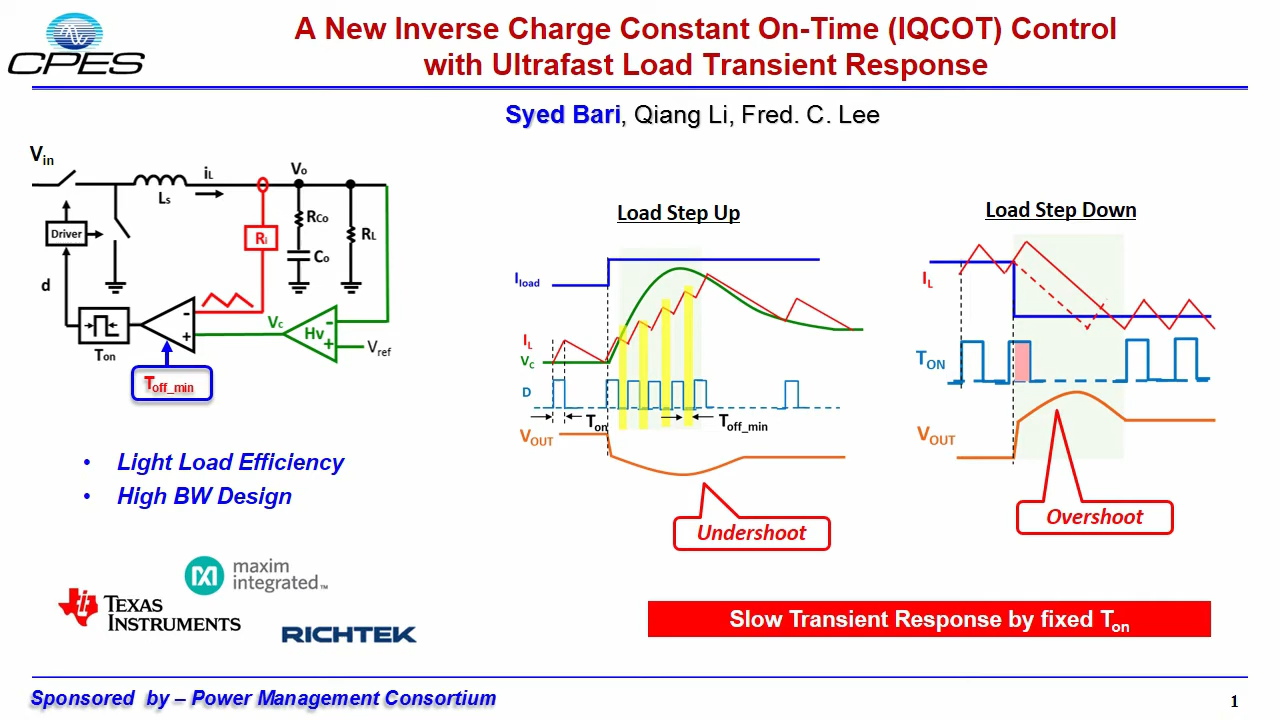 CPES
A New Inverse Charge Constant On-Time (IQCOT) Control
with Ultrafast Load Transient Response
Syed Bari, Qiang Li, Fred. C. Lee
Vin
iL
Vo
Ls
Driver
Ri
RCo
RL
Co
d
-
+
Vc
Hv
-
+
Vref
Ton
Toff_min
Load Step Up
Iload
IL
VC
D
Ton
Toff_min
VOUT
Undershoot
Load Step Down
IL
TON
VOUT
Overshoot
• Light Load Efficiency
• High BW Design
maxim
integrated™
TEXAS
INSTRUMENTS
RICHTEK
Slow Transient Response by fixed Ton
Sponsored by – Power Management Consortium
1